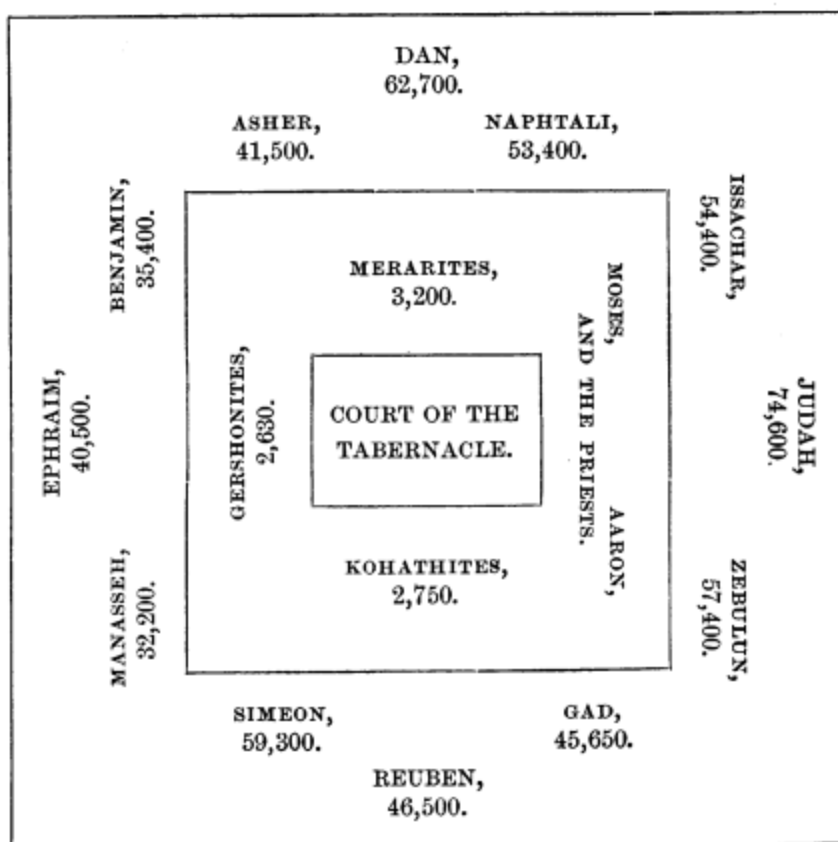 DAN,
62,700.
ASHER,
41,500.
NAPHTALI,
53,400.
BENJAMIN,
35,400.
ISSACHAR,
54,400.
MERARITES,
3,200.
MOSES,
AND THE PRIESTS.
AARON,
GERSHONITES,
2,630.
COURT OF THE
TABERNACLE.
EPHRAIM,
40,500.
JUDAH,
74,600.
KOHATHITES,
2,750.
MANASSEH,
32,200.
ZEBULUN,
57,400.
SIMEON,
59,300.
GAD,
45,650.
REUBEN,
46,500.